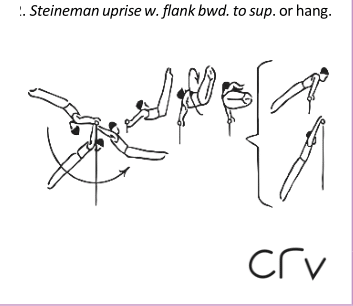 . Steineman uprise w. flank bwd. to sup. or hang.